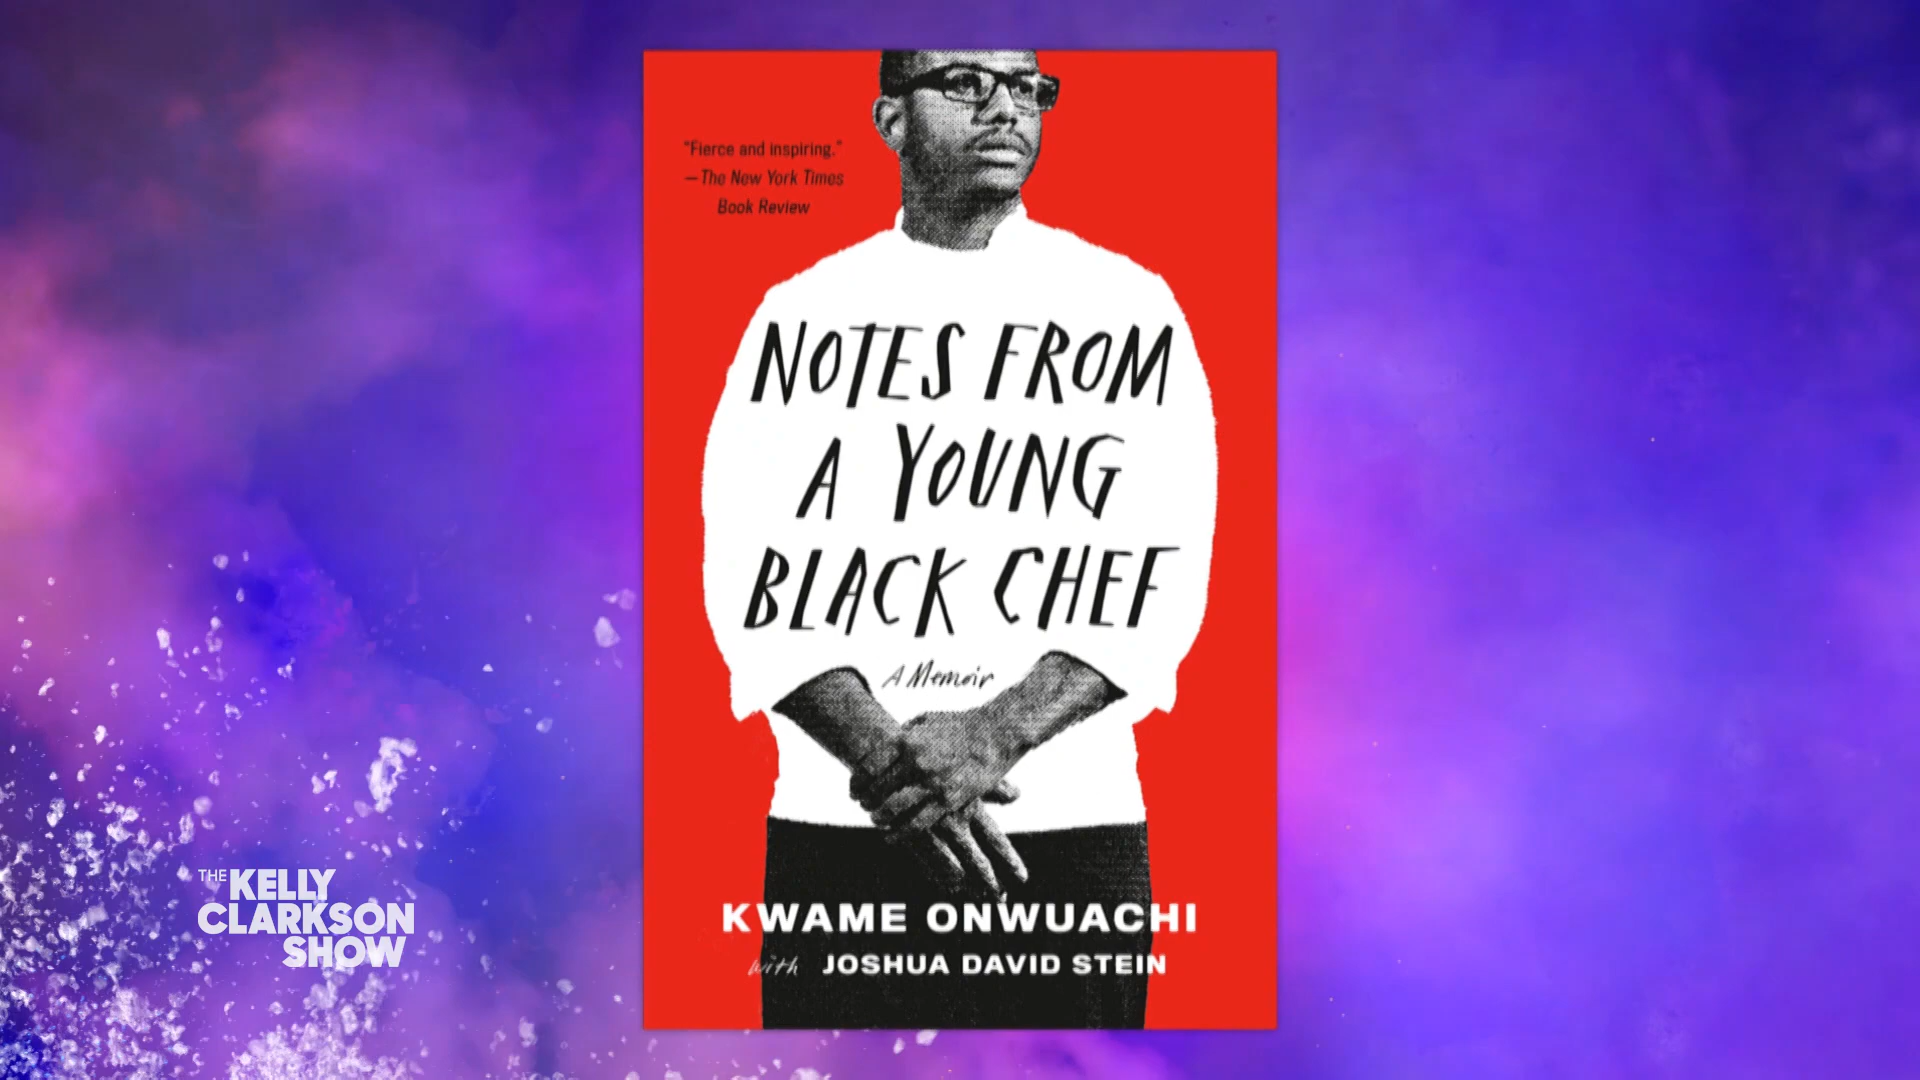 "Fierce and inspiring."
—The New York Times
Book Review
NOTES FROM
A YOUNG
BLACK CHEF
A Memoir
KWAME ONWUACHI
with JOSHUA DAVID STEIN
THE KELLY
CLARKSON
SHOW